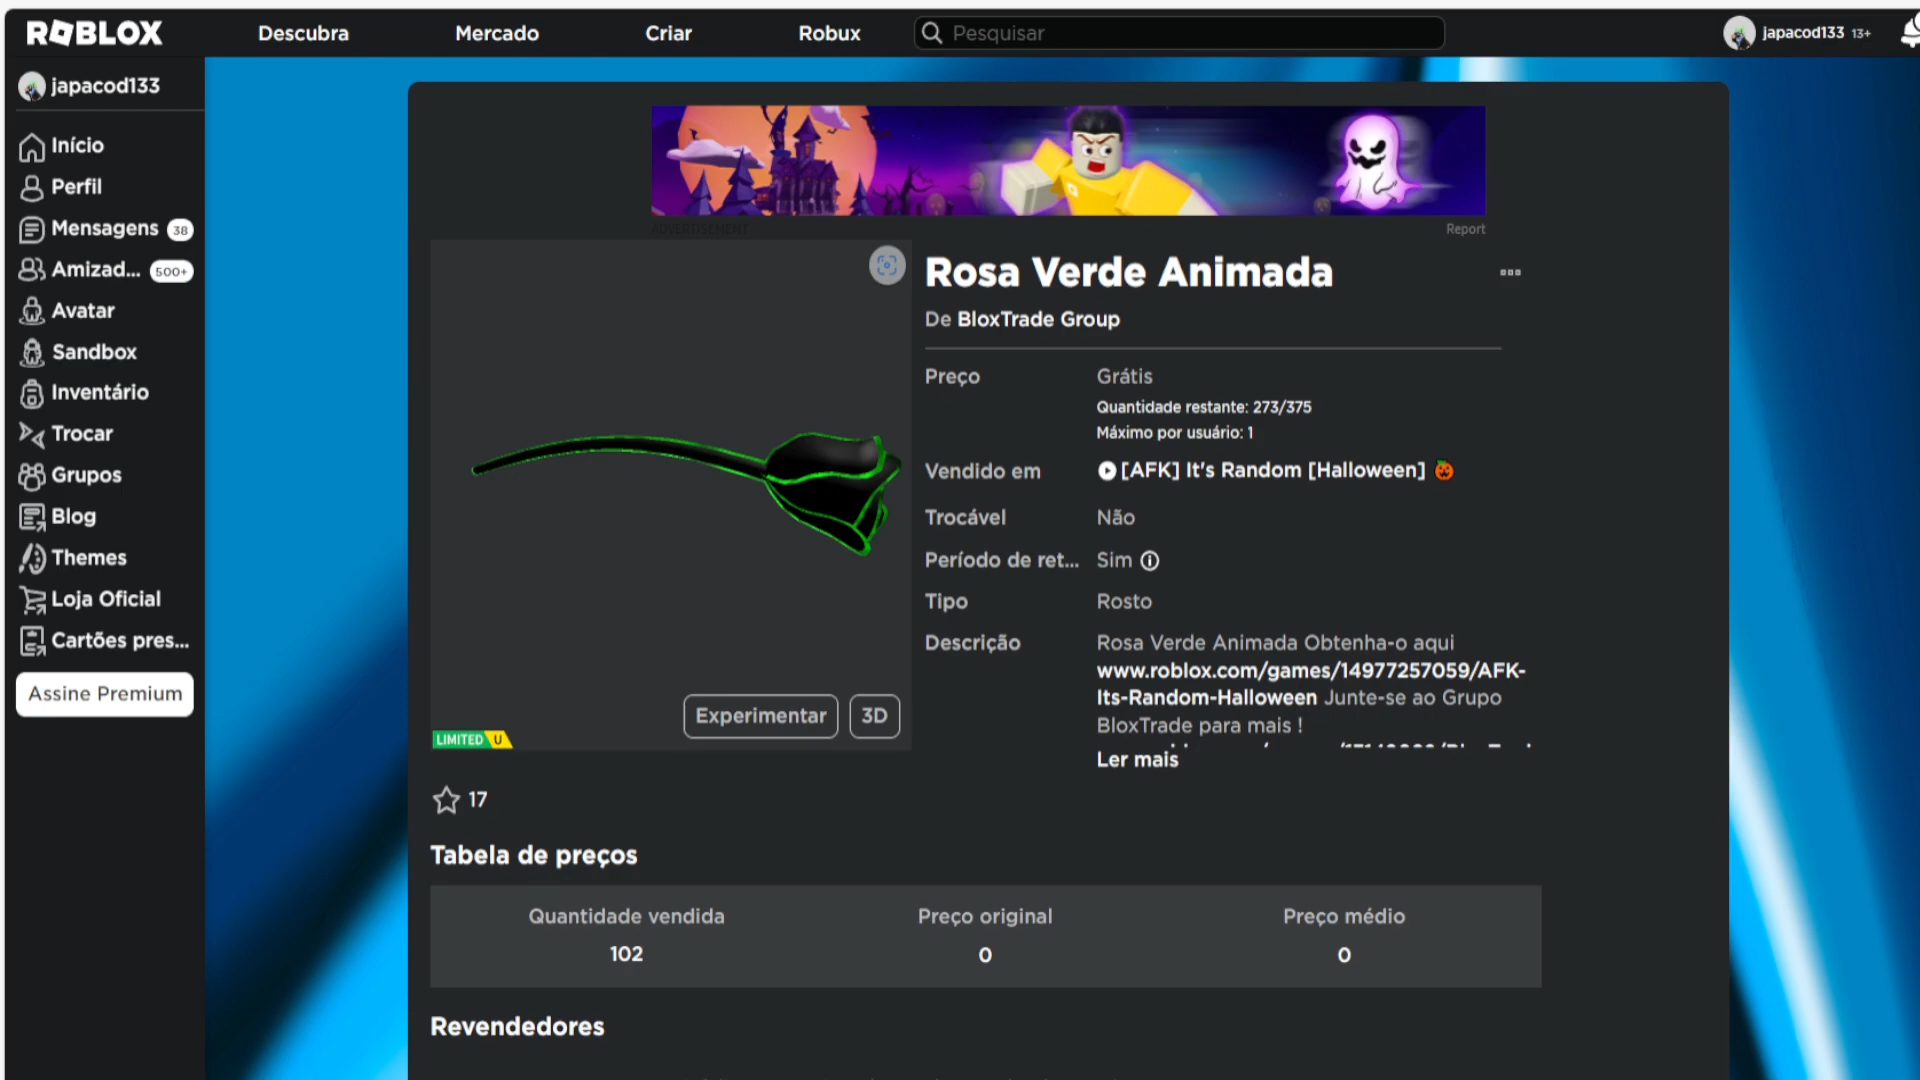 ROBLOX
Descubra
Mercado
Criar
Robux
Pesquisar
japacod133 13+
japacod133
Início
Perfil
Mensagens 38
Amizad... 500+
Avatar
Sandbox
Inventário
Trocar
Grupos
Blog
Themes
Loja Oficial
Cartões pres...
Assine Premium
ADVERTISEMENT
Report
Rosa Verde Animada
De BloxTrade Group
Preço Grátis
Quantidade restante: 273/375
Máximo por usuário: 1
Vendido em [AFK] It's Random [Halloween] 🎃
Trocável Não
Período de ret... Sim
Tipo Rosto
Descrição Rosa Verde Animada Obtenha-o aqui
www.roblox.com/games/14977257059/AFK-
Its-Random-Halloween Junte-se ao Grupo
BloxTrade para mais !
Ler mais
Experimentar
3D
LIMITED U
17
Tabela de preços
Quantidade vendida
102
Preço original
0
Preço médio
0
Revendedores